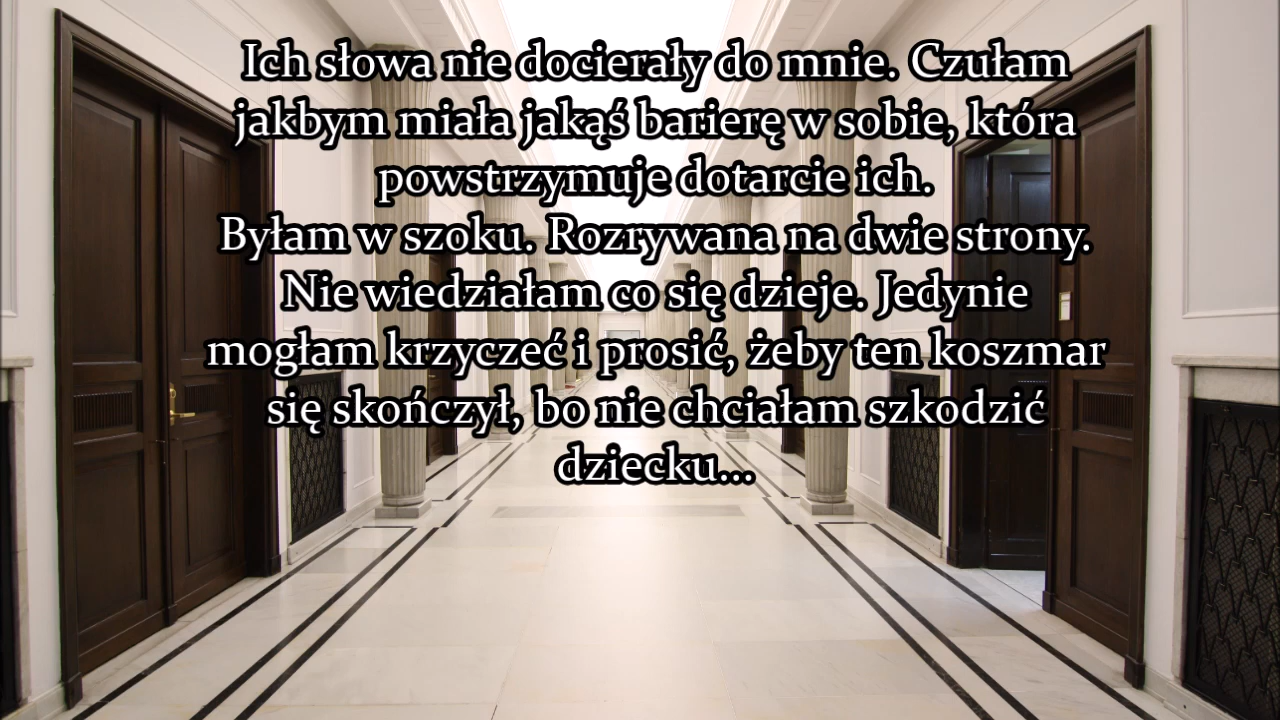 Ich słowa nie docierały do mnie. Czułam
jakbym miała jakąś barierę w sobie, która
powstrzymuje dotarcie ich.
Byłam w szoku. Rozrywana na dwie strony.
Nie wiedziałam co się dzieje. Jedynie
mogłam krzyczeć i prosić, żeby ten koszmar
się skończył, bo nie chciałam szkodzić
dziecku...